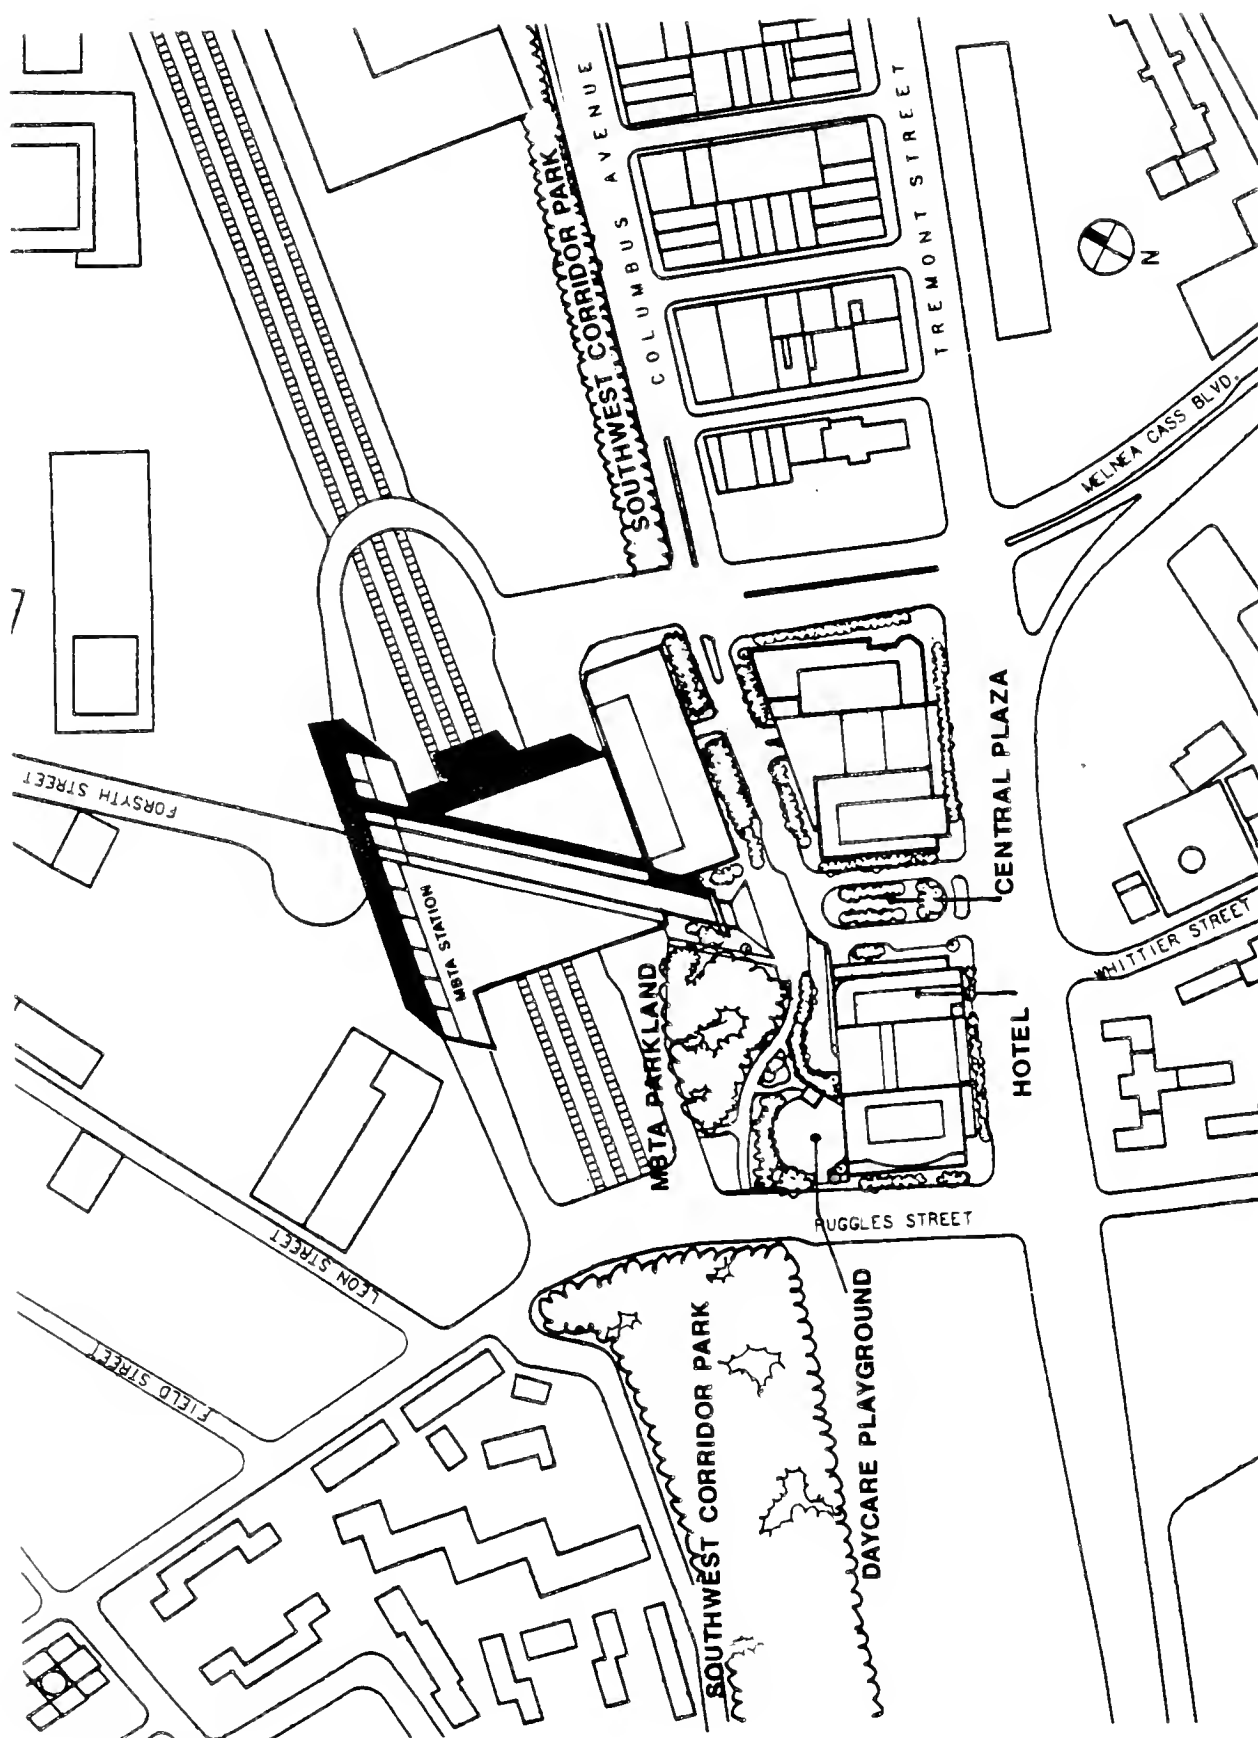 SOUTHWEST CORRIDOR PARK
COLUMBUS AVENUE
TREMONT STREET
N
MELNEA CASS BLVD.
FORSYTH STREET
MBTA STATION
CENTRAL PLAZA
WHITTIER STREET
MBTA PARKLAND
HOTEL
RUGGLES STREET
LEON STREET
FIELD STREET
SOUTHWEST CORRIDOR PARK
DAYCARE PLAYGROUND